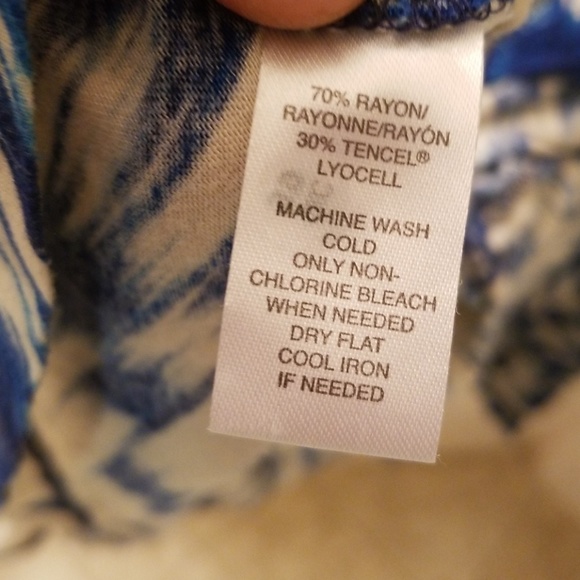 70% RAYON/
RAYONNE/RAYÓN
30% TENCEL®
LYOCELL
MACHINE WASH
COLD
ONLY NON-
CHLORINE BLEACH
WHEN NEEDED
DRY FLAT
COOL IRON
IF NEEDED